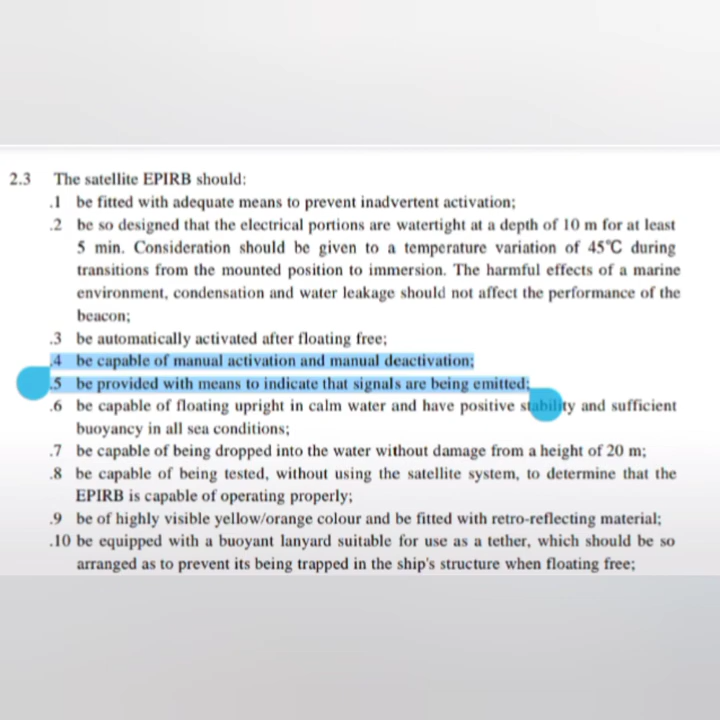 2.3 The satellite EPIRB should:
.1 be fitted with adequate means to prevent inadvertent activation;
.2 be so designed that the electrical portions are watertight at a depth of 10 m for at least
5 min. Consideration should be given to a temperature variation of 45°C during
transitions from the mounted position to immersion. The harmful effects of a marine
environment, condensation and water leakage should not affect the performance of the
beacon;
.3 be automatically activated after floating free;
.4 be capable of manual activation and manual deactivation;
.5 be provided with means to indicate that signals are being emitted;
.6 be capable of floating upright in calm water and have positive stability and sufficient
buoyancy in all sea conditions;
.7 be capable of being dropped into the water without damage from a height of 20 m;
.8 be capable of being tested, without using the satellite system, to determine that the
EPIRB is capable of operating properly;
.9 be of highly visible yellow/orange colour and be fitted with retro-reflecting material;
.10 be equipped with a buoyant lanyard suitable for use as a tether, which should be so
arranged as to prevent its being trapped in the ship's structure when floating free;